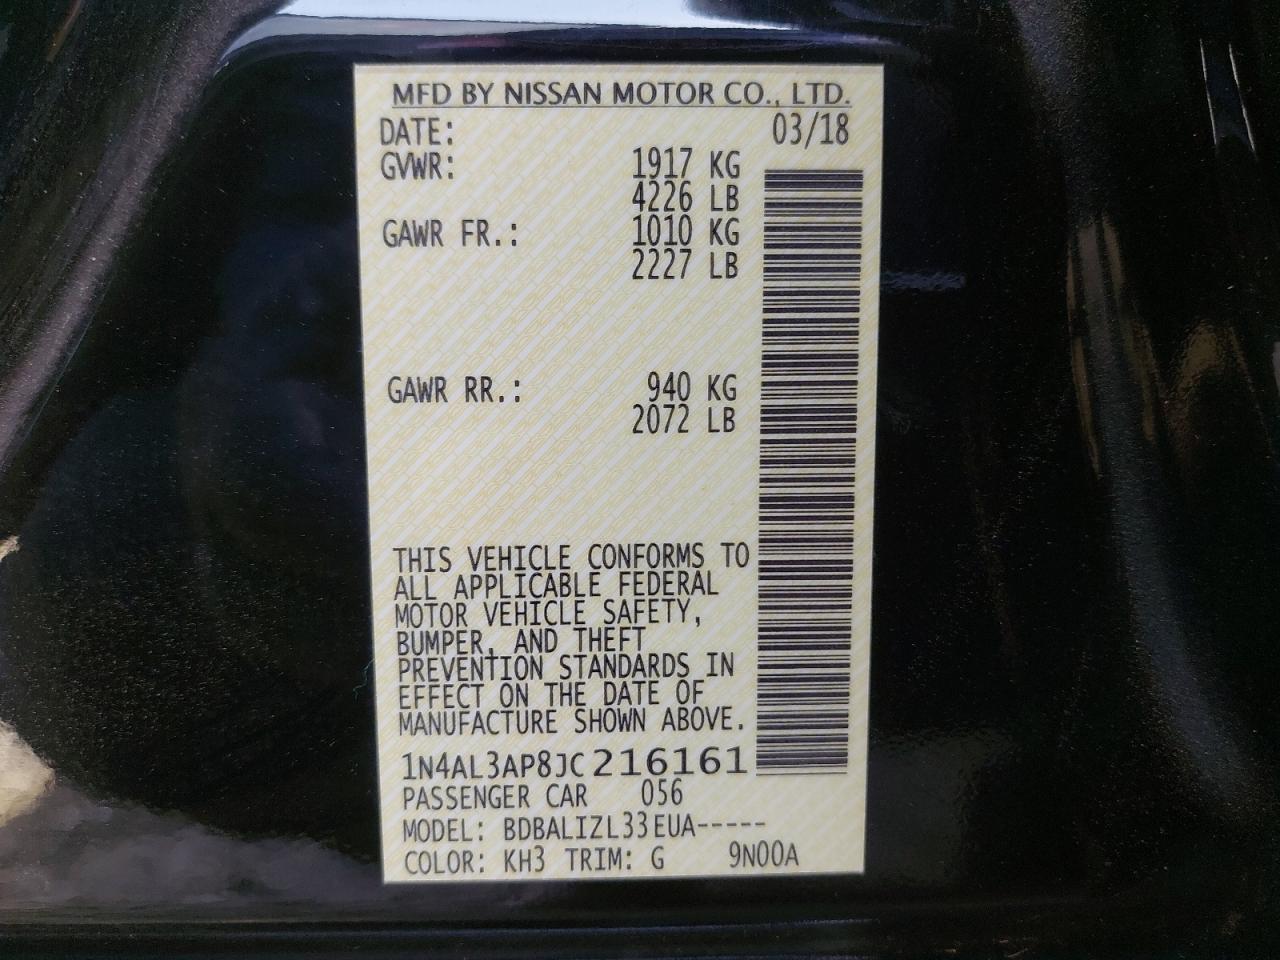 MFD BY NISSAN MOTOR CO., LTD.
DATE: 03/18
GVWR: 1917 KG
4226 LB
GAWR FR.: 1010 KG
2227 LB
GAWR RR.: 940 KG
2072 LB
THIS VEHICLE CONFORMS TO
ALL APPLICABLE FEDERAL
MOTOR VEHICLE SAFETY,
BUMPER, AND THEFT
PREVENTION STANDARDS IN
EFFECT ON THE DATE OF
MANUFACTURE SHOWN ABOVE.
1N4AL3AP8JC216161
PASSENGER CAR 056
MODEL: BDBALIZL33EUA-----
COLOR: KH3 TRIM: G 9N00A